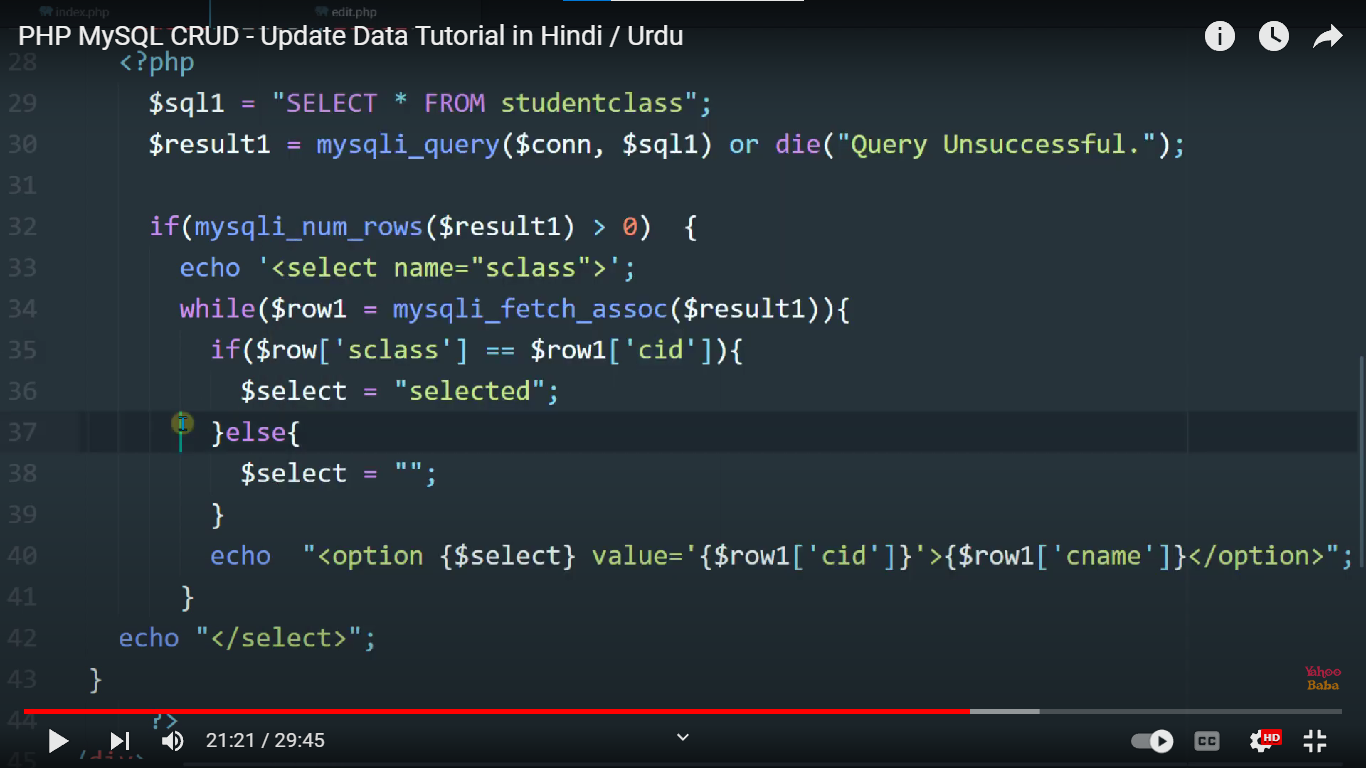 index.php
edit.php
PHP MySQL CRUD - Update Data Tutorial in Hindi / Urdu
28 <?php
29 $sql1 = "SELECT * FROM studentclass";
30 $result1 = mysqli_query($conn, $sql1) or die("Query Unsuccessful.");
31
32 if(mysqli_num_rows($result1) > 0)  {
33 echo '<select name="sclass">';
34 while($row1 = mysqli_fetch_assoc($result1)){
35 if($row['sclass'] == $row1['cid']){
36 $select = "selected";
37 }else{
38 $select = "";
39 }
40 echo  "<option {$select} value='{$row1['cid']}'>{$row1['cname']}</option>";
41 }
42 echo "</select>";
43 }
Yahoo
Baba
44 ?>
21:21 / 29:45
CC
HD
45 </div>